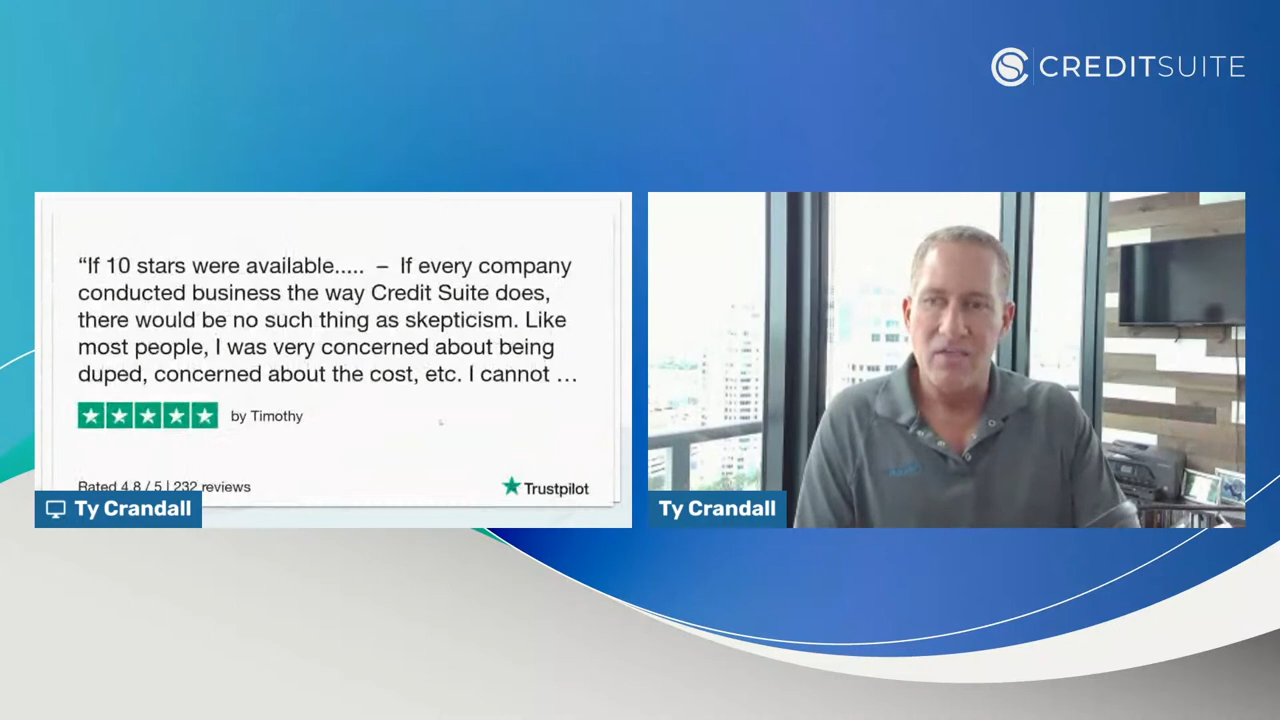 CREDITSUITE
“If 10 stars were available..... – If every company
conducted business the way Credit Suite does,
there would be no such thing as skepticism. Like
most people, I was very concerned about being
duped, concerned about the cost, etc. I cannot ...
by Timothy
Rated 4.8 / 5 | 232 reviews
Trustpilot
Ty Crandall
Ty Crandall